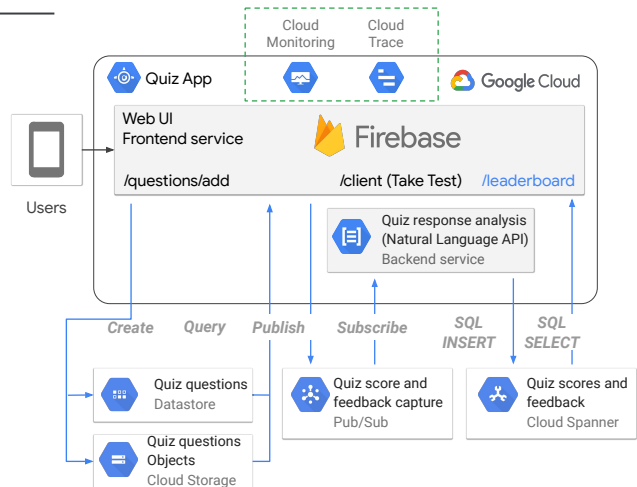 Cloud
Monitoring
Cloud
Trace
Quiz App
Google Cloud
Web UI
Frontend service
Firebase
/questions/add
/client (Take Test)
/leaderboard
Users
Quiz response analysis
(Natural Language API)
Backend service
Create
Query
Publish
Subscribe
SQL
INSERT
SQL
SELECT
Quiz questions
Datastore
Quiz score and
feedback capture
Pub/Sub
Quiz scores and
feedback
Cloud Spanner
Quiz questions
Objects
Cloud Storage